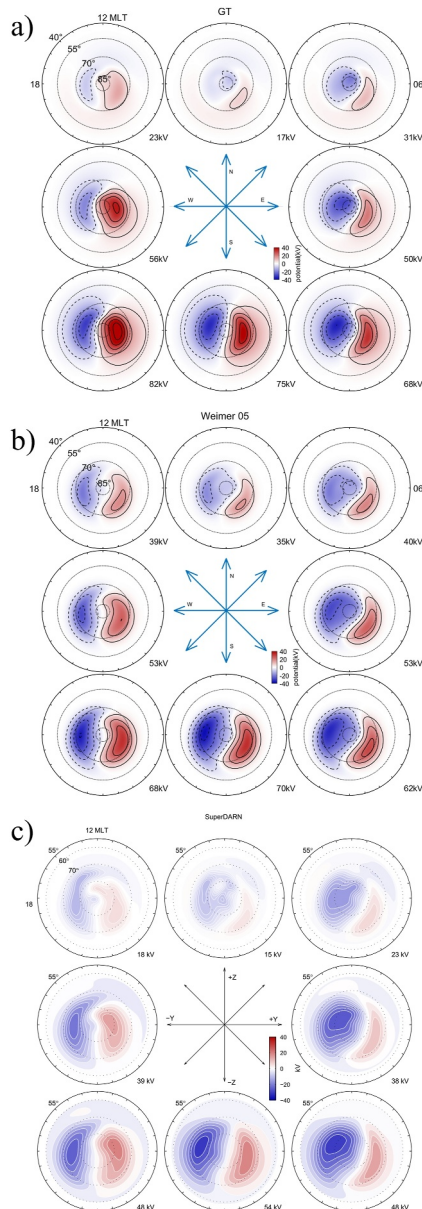 a)
GT
12 MLT
40°
55°
70°
85°
18
06
23kV
17kV
31kV
N
W
E
S
40
20
0
-20
-40
potential(kV)
56kV
50kV
82kV
75kV
68kV
b)
Weimer 05
12 MLT
40°
55°
70°
85°
18
06
39kV
35kV
40kV
N
W
E
S
40
20
0
-20
-40
potential(kV)
53kV
53kV
68kV
70kV
62kV
c)
SuperDARN
12 MLT
55°
60°
70°
55°
55°
18
18 kV
15 kV
23 kV
55°
+Z
55°
−Y
+Y
−Z
40
20
0
−20
−40
kV
39 kV
38 kV
55°
55°
55°
48 kV
54 kV
48 kV